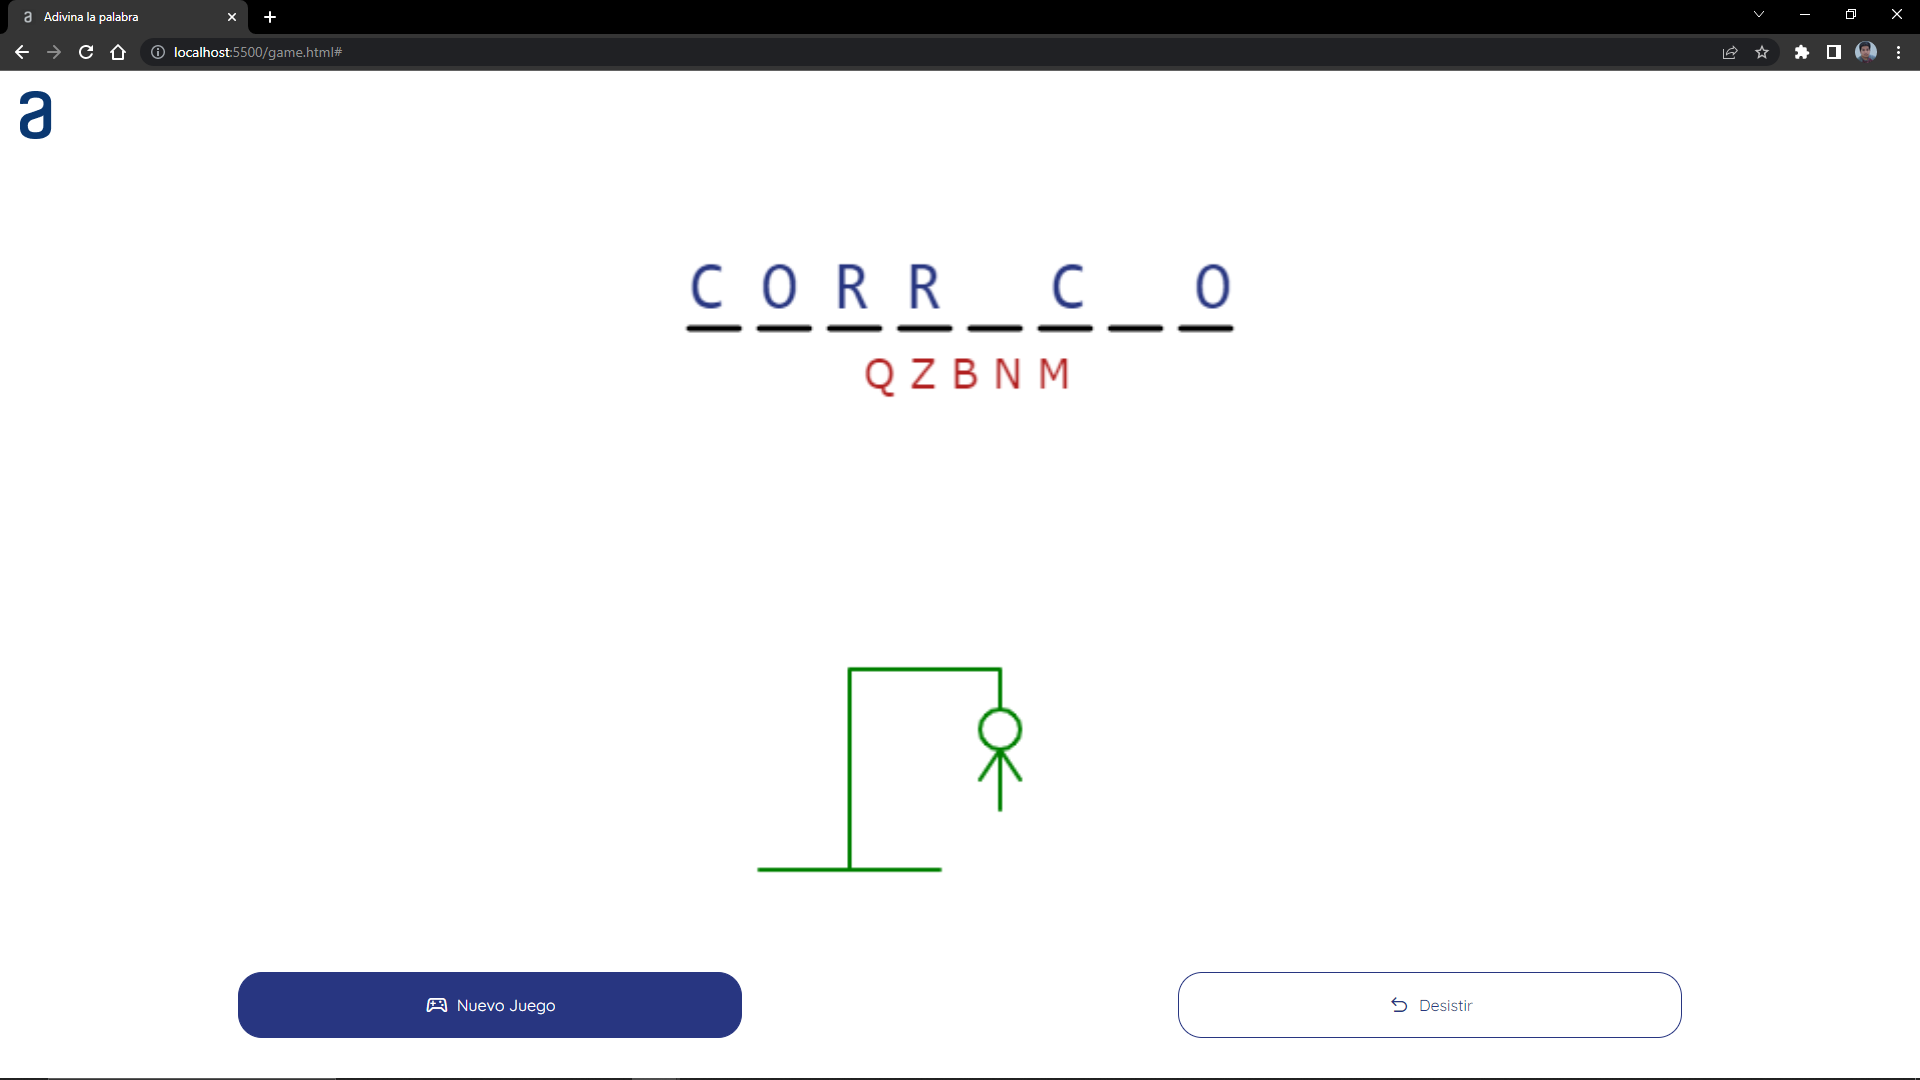 Adivina la palabra
localhost:5500/game.html#
a
C O R R C O
Q Z B N M
Nuevo Juego
Desistir